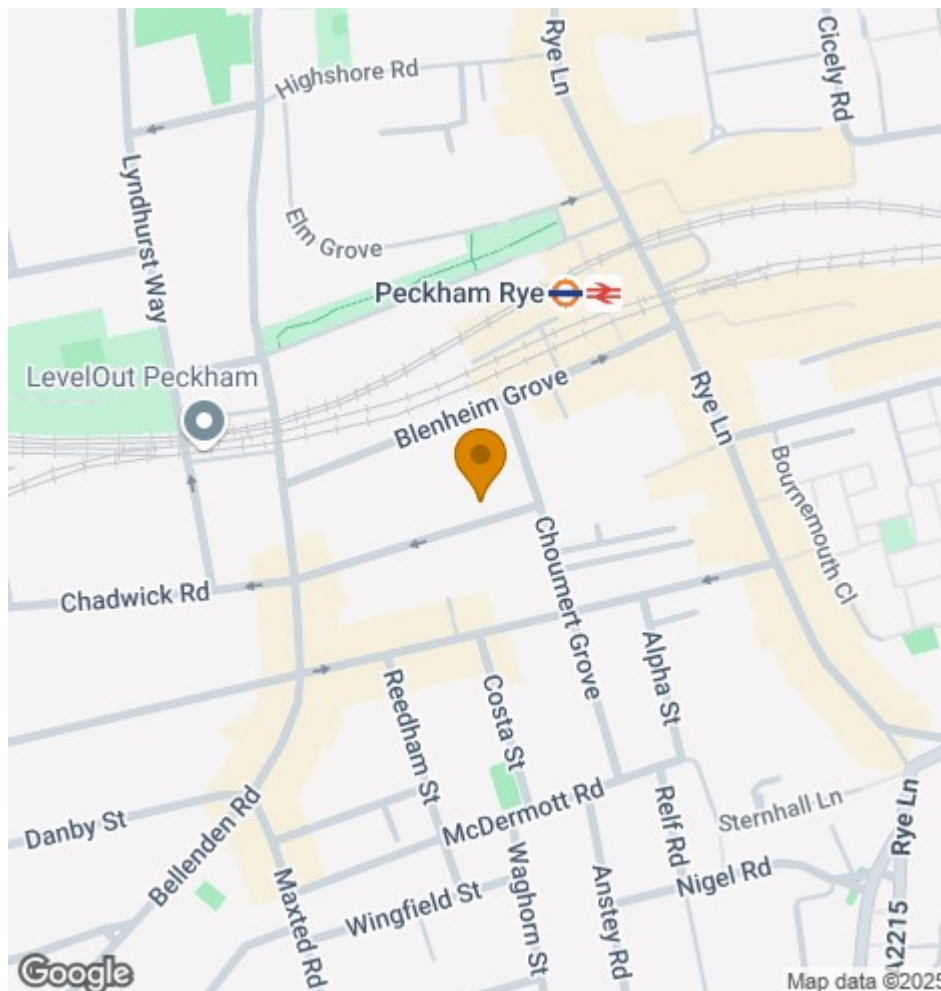 Highshore Rd
Rye Ln
Cicely Rd
Lyndhurst Way
Elm Grove
Peckham Rye
LevelOut Peckham
Blenheim Grove
Rye Ln
Bournemouth Cl
Chadwick Rd
Choumert Grove
Alpha St
Reedham St
Costa St
McDermott Rd
Relf Rd
Sternhall Ln
Danby St
Bellenden Rd
Maxted Rd
Wingfield St
Waghorn St
Anstey Rd
Nigel Rd
Rye Ln
A2215
Google
Map data ©2025